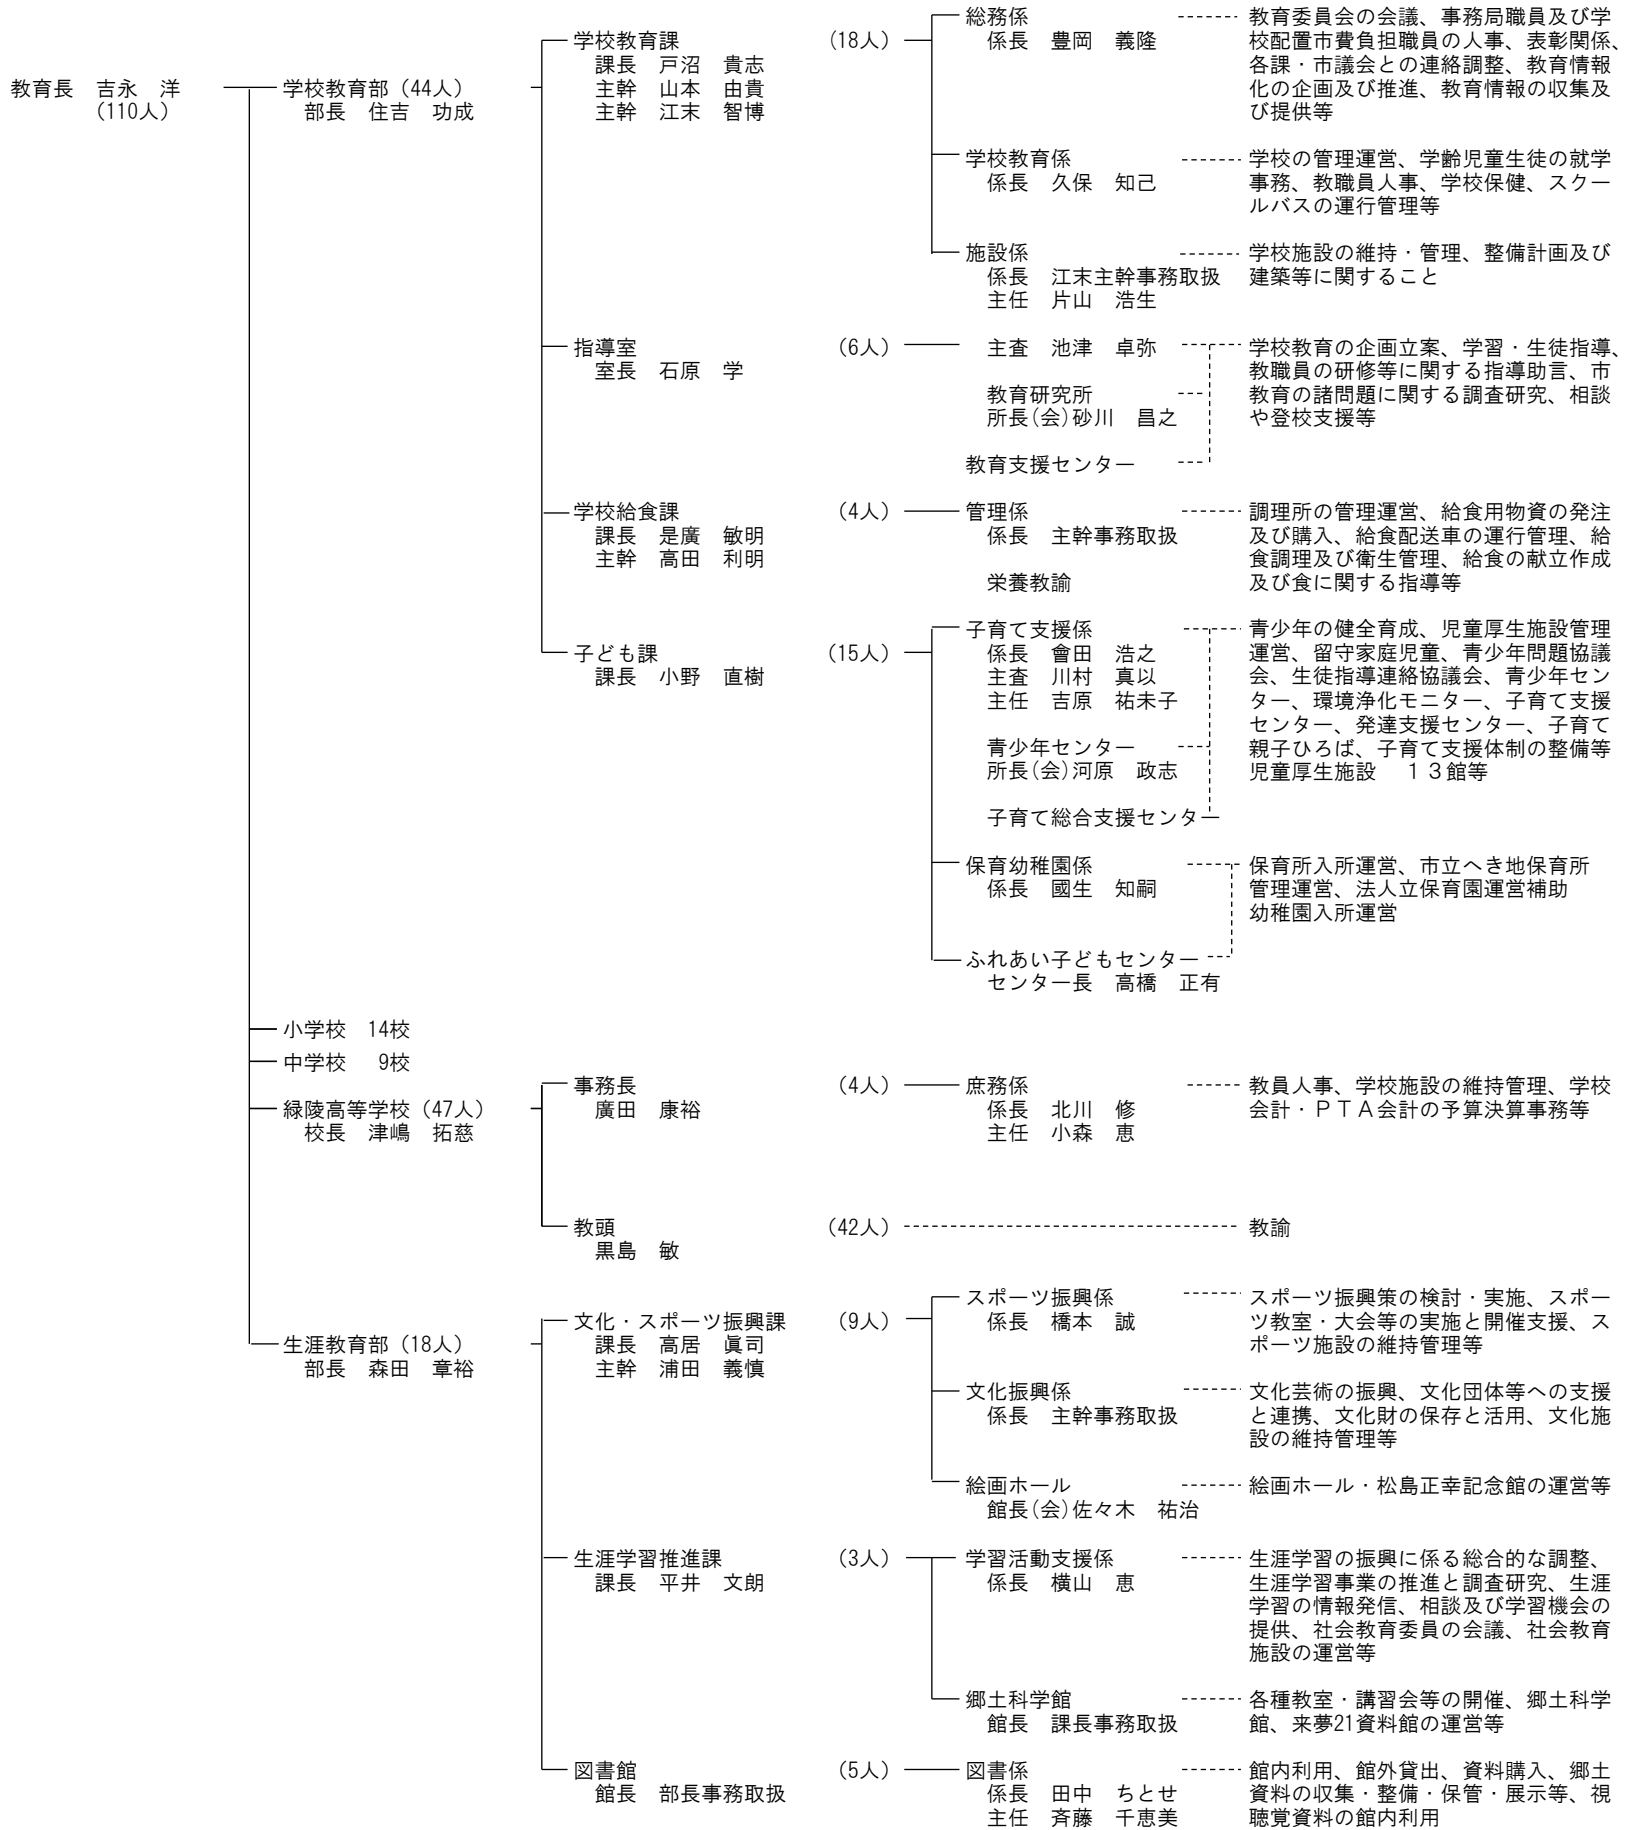 教育長　吉永　洋
(110人)
学校教育部（44人）
部長　住吉　功成
学校教育課　(18人)
課長　戸沼　貴志
主幹　山本　由貴
主幹　江末　智博
総務係
係長　豊岡　義隆
教育委員会の会議、事務局職員及び学
校配置市費負担職員の人事、表彰関係、
各課・市議会との連絡調整、教育情報
化の企画及び推進、教育情報の収集及
び提供等
学校教育係
係長　久保　知己
学校の管理運営、学齢児童生徒の就学
事務、教職員人事、学校保健、スクー
ルバスの運行管理等
施設係
係長　江末主幹事務取扱
主任　片山　浩生
学校施設の維持・管理、整備計画及び
建築等に関すること
指導室　(6人)
室長　石原　学
主査　池津　卓弥
教育研究所
所長(会)砂川　昌之
教育支援センター
学校教育の企画立案、学習・生徒指導、
教職員の研修等に関する指導助言、市
教育の諸問題に関する調査研究、相談
や登校支援等
学校給食課　(4人)
課長　是廣　敏明
主幹　高田　利明
管理係
係長　主幹事務取扱
栄養教諭
調理所の管理運営、給食用物資の発注
及び購入、給食配送車の運行管理、給
食調理及び衛生管理、給食の献立作成
及び食に関する指導等
子ども課　(15人)
課長　小野　直樹
子育て支援係
係長　會田　浩之
主査　川村　真以
主任　吉原　祐未子
青少年センター
所長(会)河原　政志
子育て総合支援センター
青少年の健全育成、児童厚生施設管理
運営、留守家庭児童、青少年問題協議
会、生徒指導連絡協議会、青少年セン
ター、環境浄化モニター、子育て支援
センター、発達支援センター、子育て
親子ひろば、子育て支援体制の整備等
児童厚生施設　１３館等
保育幼稚園係
係長　國生　知嗣
保育所入所運営、市立へき地保育所
管理運営、法人立保育園運営補助
幼稚園入所運営
ふれあい子どもセンター
センター長　高橋　正有
小学校　14校
中学校　9校
緑陵高等学校（47人）
校長　津嶋　拓慈
事務長　(4人)
廣田　康裕
庶務係
係長　北川　修
主任　小森　恵
教員人事、学校施設の維持管理、学校
会計・ＰＴＡ会計の予算決算事務等
教頭　(42人)　教諭
黒島　敏
生涯教育部（18人）
部長　森田　章裕
文化・スポーツ振興課　(9人)
課長　高居　眞司
主幹　浦田　義慎
スポーツ振興係
係長　橋本　誠
スポーツ振興策の検討・実施、スポー
ツ教室・大会等の実施と開催支援、ス
ポーツ施設の維持管理等
文化振興係
係長　主幹事務取扱
文化芸術の振興、文化団体等への支援
と連携、文化財の保存と活用、文化施
設の維持管理等
絵画ホール
館長(会)佐々木　祐治
絵画ホール・松島正幸記念館の運営等
生涯学習推進課　(3人)
課長　平井　文朗
学習活動支援係
係長　横山　恵
生涯学習の振興に係る総合的な調整、
生涯学習事業の推進と調査研究、生涯
学習の情報発信、相談及び学習機会の
提供、社会教育委員の会議、社会教育
施設の運営等
郷土科学館
館長　課長事務取扱
各種教室・講習会等の開催、郷土科学
館、来夢21資料館の運営等
図書館　(5人)
館長　部長事務取扱
図書係
係長　田中　ちとせ
主任　斉藤　千恵美
館内利用、館外貸出、資料購入、郷土
資料の収集・整備・保管・展示等、視
聴覚資料の館内利用